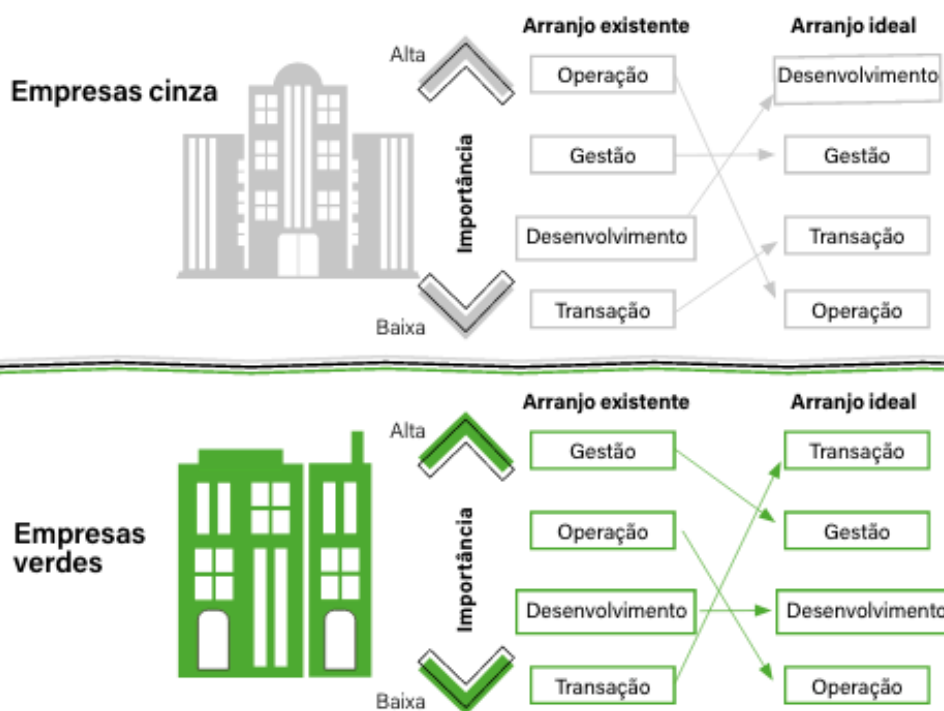 Arranjo existente
Arranjo ideal
Alta
Empresas cinza
Importância
Operação
Desenvolvimento
Gestão
Gestão
Desenvolvimento
Transação
Transação
Operação
Baixa
Arranjo existente
Arranjo ideal
Alta
Empresas
verdes
Importância
Gestão
Transação
Operação
Gestão
Desenvolvimento
Desenvolvimento
Transação
Operação
Baixa